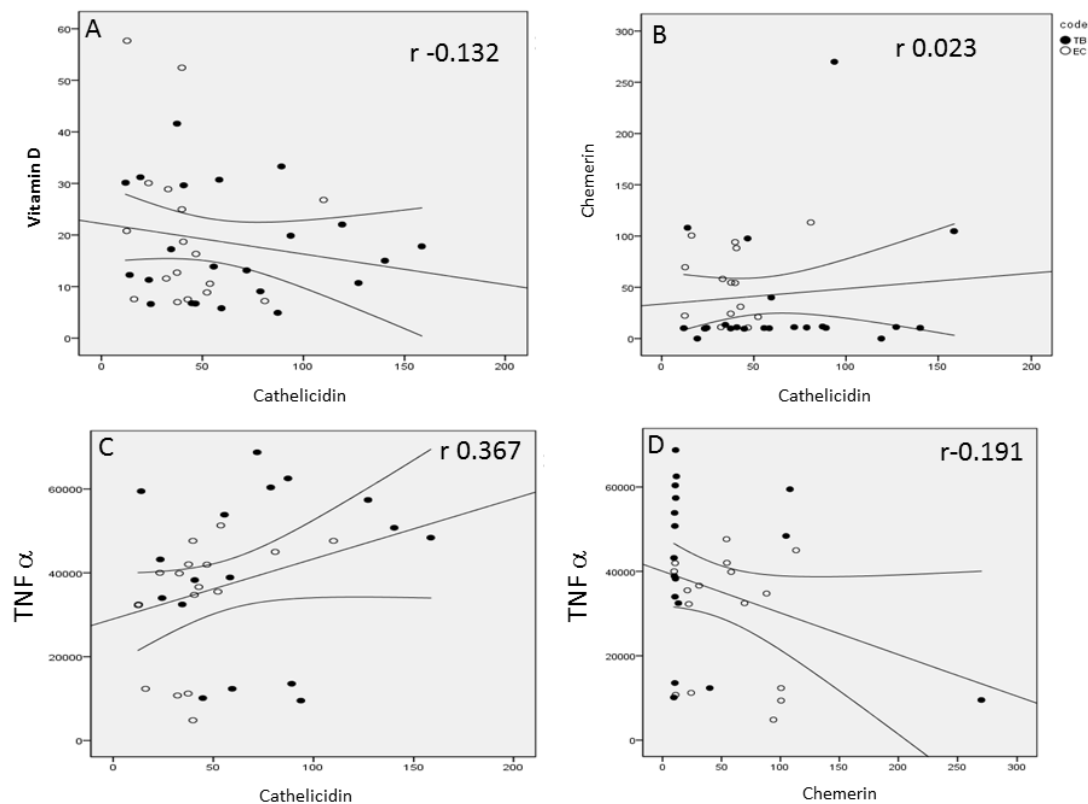 A
r -0.132
60
50
40
30
20
10
0
Vitamin D
0 50 100 150 200
Cathelicidin
B
r 0.023
300
250
200
150
100
50
0
Chemerin
0 50 100 150 200
Cathelicidin
code
TB
EC
C
r 0.367
60000
40000
20000
0
TNF α
0 50 100 150 200
Cathelicidin
D
r-0.191
60000
40000
20000
0
TNF α
0 50 100 150 200 250 300
Chemerin